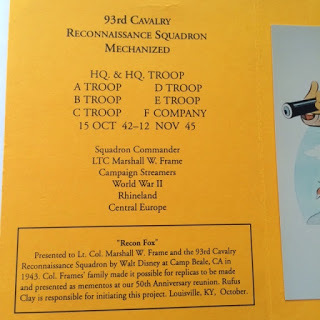 93rd Cavalry
Reconnaissance Squadron
Mechanized
HQ. & HQ. TROOP
A TROOP D TROOP
B TROOP E TROOP
C TROOP F COMPANY
15 OCT 42–12 NOV 45
Squadron Commander
LTC Marshall W. Frame
Campaign Streamers
World War II
Rhineland
Central Europe
"Recon Fox"
Presented to Lt. Col. Marshall W. Frame and the 93rd Cavalry
Reconnaissance Squadron by Walt Disney at Camp Beale, CA in
1943. Col. Frames' family made it possible for replicas to be made
and presented as mementos at our 50th Anniversary reunion. Rufus
Clay is responsible for initiating this project. Louisville, KY, October.